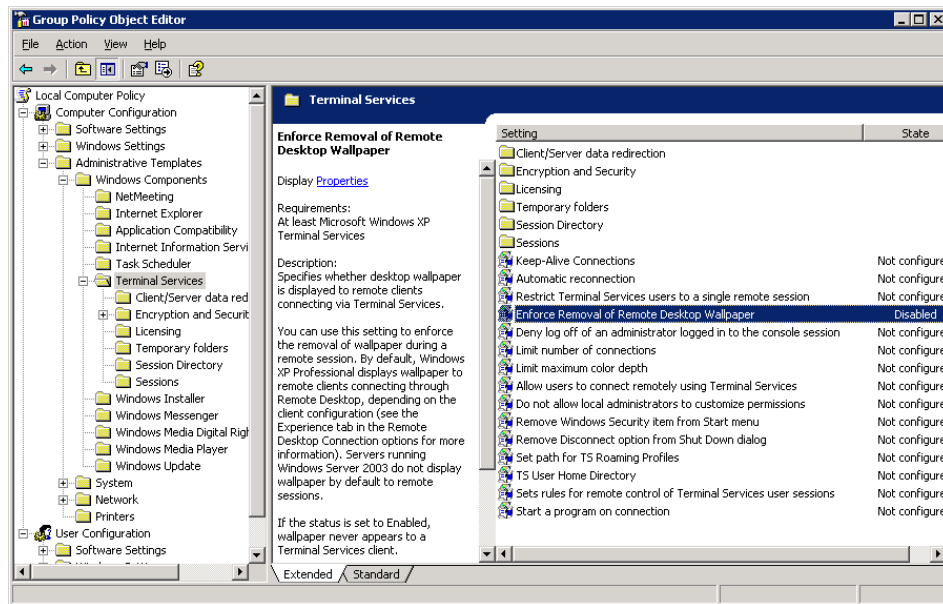 Group Policy Object Editor
File Action View Help
Local Computer Policy
Computer Configuration
Software Settings
Windows Settings
Administrative Templates
Windows Components
NetMeeting
Internet Explorer
Application Compatibility
Internet Information Servi
Task Scheduler
Terminal Services
Client/Server data red
Encryption and Securit
Licensing
Temporary folders
Session Directory
Sessions
Windows Installer
Windows Messenger
Windows Media Digital Righ
Windows Media Player
Windows Update
System
Network
Printers
User Configuration
Software Settings
Terminal Services
Enforce Removal of Remote
Desktop Wallpaper
Display Properties
Requirements:
At least Microsoft Windows XP
Terminal Services
Description:
Specifies whether desktop wallpaper
is displayed to remote clients
connecting via Terminal Services.
You can use this setting to enforce
the removal of wallpaper during a
remote session. By default, Windows
XP Professional displays wallpaper to
remote clients connecting through
Remote Desktop, depending on the
client configuration (see the
Experience tab in the Remote
Desktop Connection options for more
information). Servers running
Windows Server 2003 do not display
wallpaper by default to remote
sessions.
If the status is set to Enabled,
wallpaper never appears to a
Terminal Services client.
Setting State
Client/Server data redirection
Encryption and Security
Licensing
Temporary folders
Session Directory
Sessions
Keep-Alive Connections Not configure
Automatic reconnection Not configure
Restrict Terminal Services users to a single remote session Not configure
Enforce Removal of Remote Desktop Wallpaper Disabled
Deny log off of an administrator logged in to the console session Not configure
Limit number of connections Not configure
Limit maximum color depth Not configure
Allow users to connect remotely using Terminal Services Not configure
Do not allow local administrators to customize permissions Not configure
Remove Windows Security item from Start menu Not configure
Remove Disconnect option from Shut Down dialog Not configure
Set path for TS Roaming Profiles Not configure
TS User Home Directory Not configure
Sets rules for remote control of Terminal Services user sessions Not configure
Start a program on connection Not configure
Extended Standard